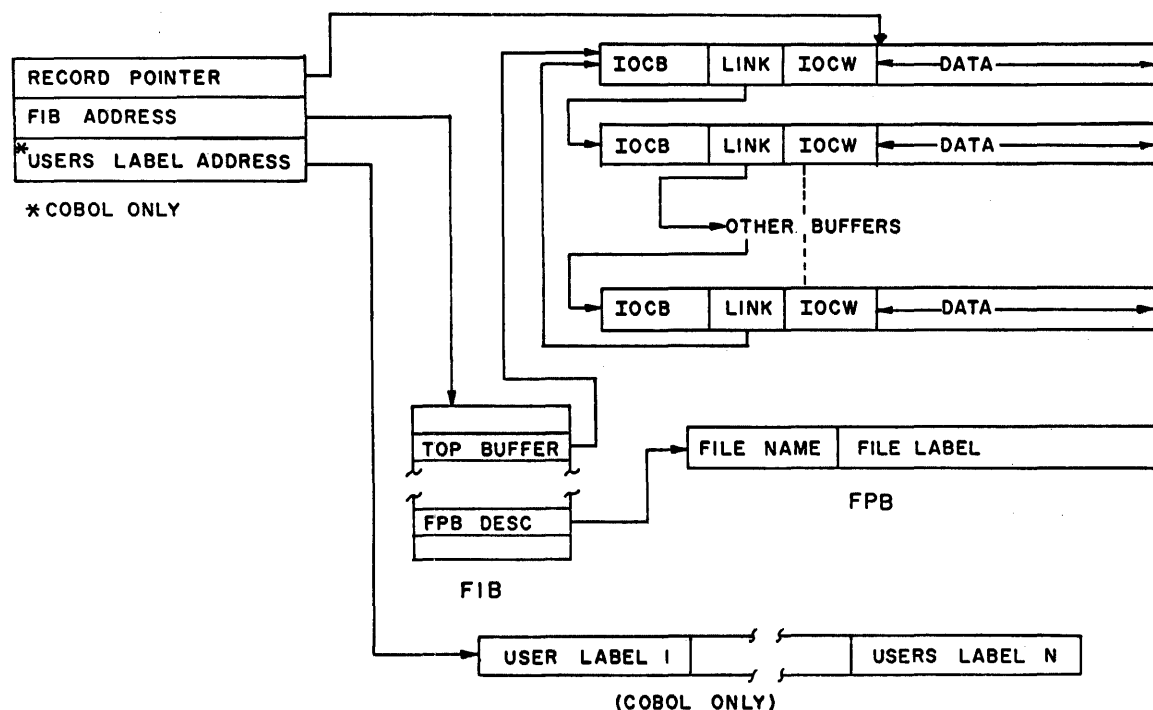 RECORD POINTER
FIB ADDRESS
*USERS LABEL ADDRESS
*COBOL ONLY
IOCB LINK IOCW DATA
IOCB LINK IOCW DATA
OTHER BUFFERS
IOCB LINK IOCW DATA
TOP BUFFER
FPB DESC
FIB
FILE NAME FILE LABEL
FPB
USER LABEL 1 USERS LABEL N
(COBOL ONLY)